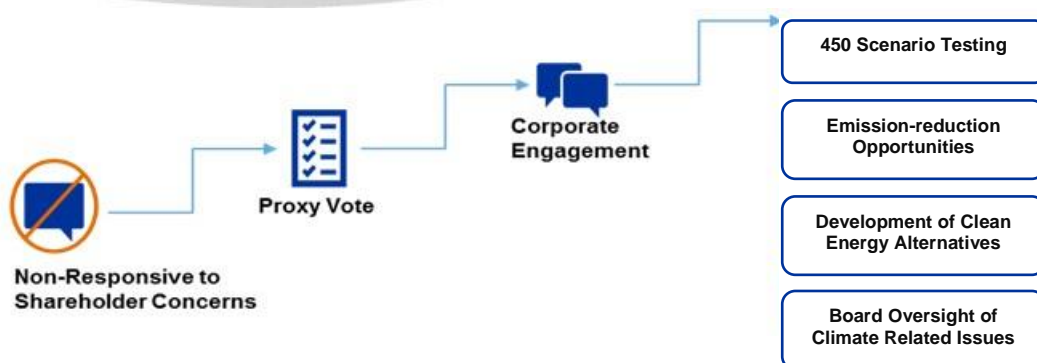 Non-Responsive to
Shareholder Concerns
Proxy Vote
Corporate
Engagement
450 Scenario Testing
Emission-reduction
Opportunities
Development of Clean
Energy Alternatives
Board Oversight of
Climate Related Issues